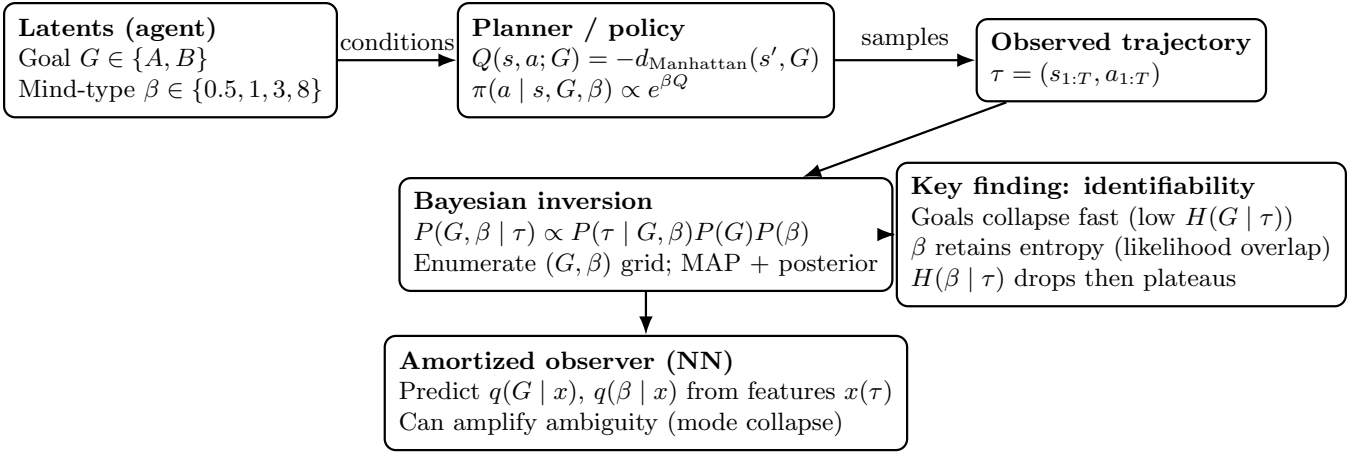 Latents (agent)
Goal G ∈ {A, B}
Mind-type β ∈ {0.5, 1, 3, 8}
conditions
Planner / policy
Q(s, a; G) = −d_Manhattan(s′, G)
π(a | s, G, β) ∝ e^{βQ}
samples
Observed trajectory
τ = (s_{1:T}, a_{1:T})
Bayesian inversion
P(G, β | τ) ∝ P(τ | G, β)P(G)P(β)
Enumerate (G, β) grid; MAP + posterior
Key finding: identifiability
Goals collapse fast (low H(G | τ))
β retains entropy (likelihood overlap)
H(β | τ) drops then plateaus
Amortized observer (NN)
Predict q(G | x), q(β | x) from features x(τ)
Can amplify ambiguity (mode collapse)